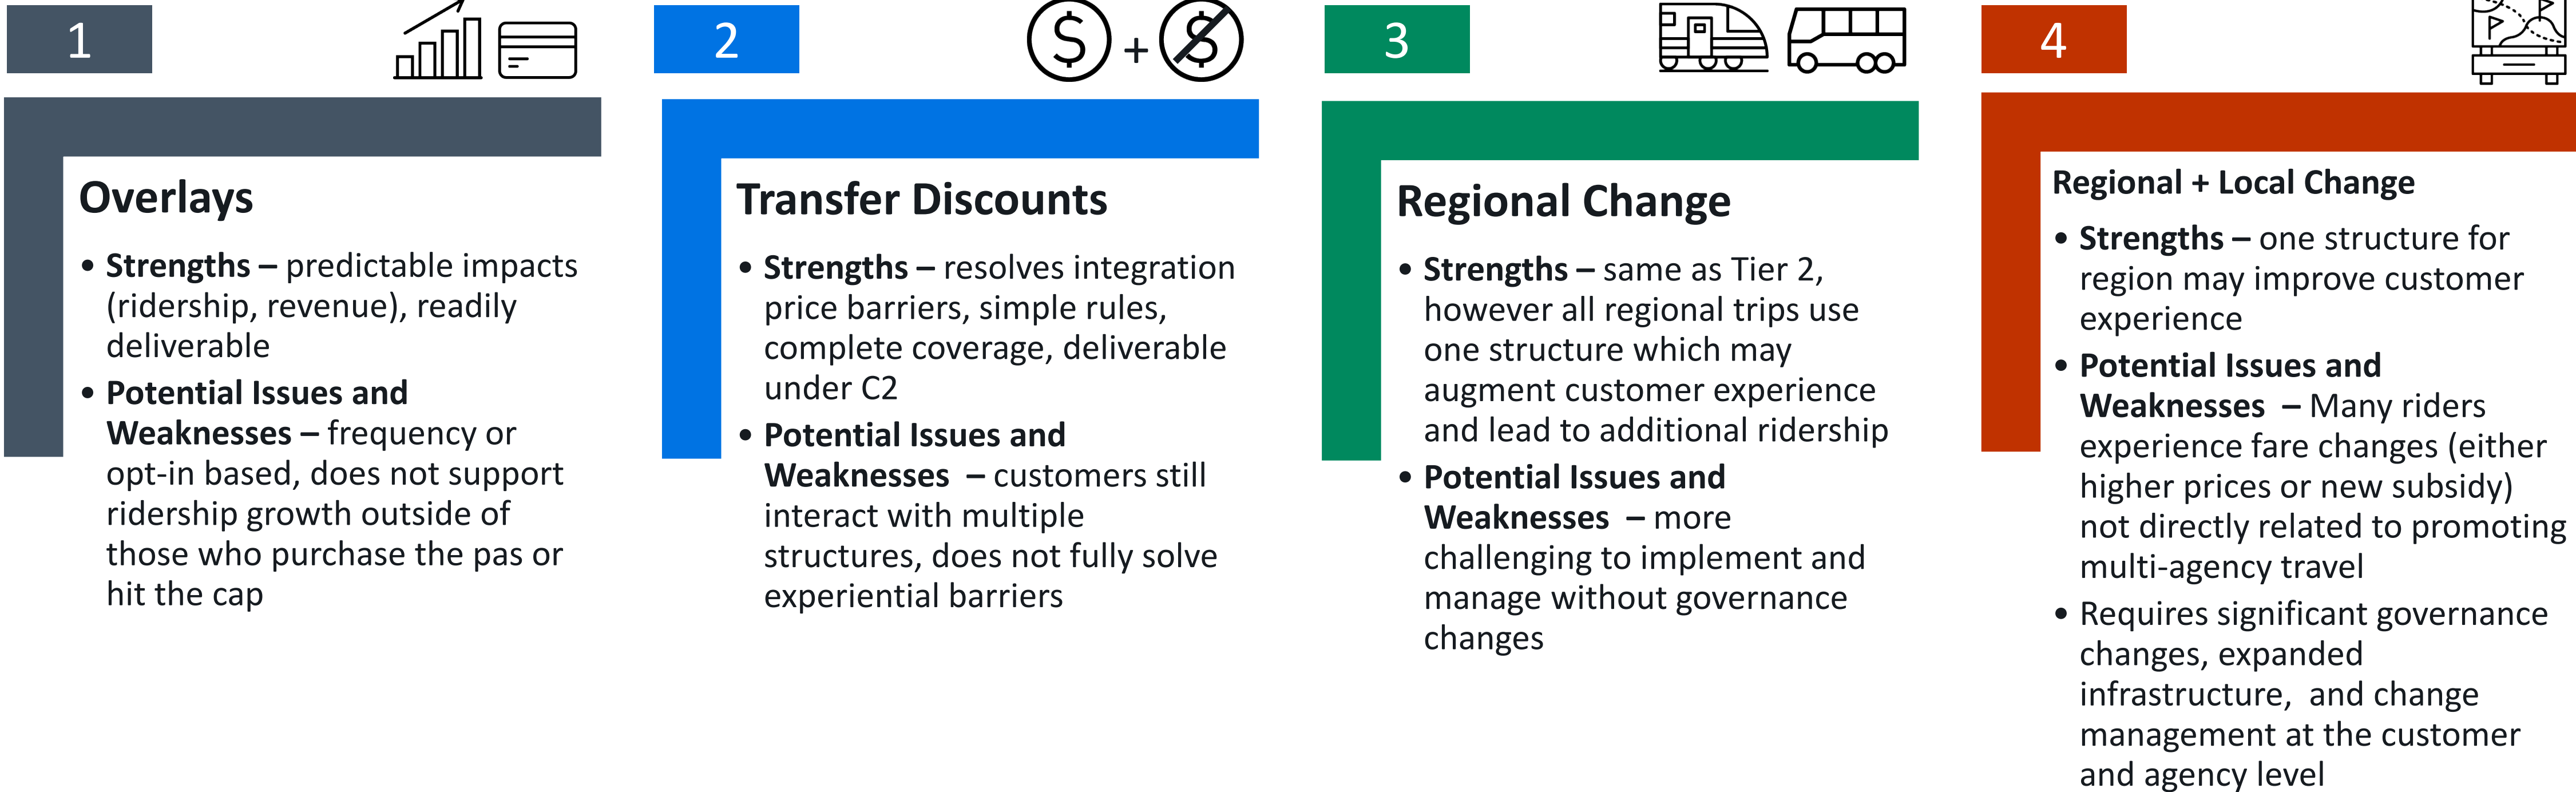 1
Overlays
• Strengths – predictable impacts
(ridership, revenue), readily
deliverable
• Potential Issues and
Weaknesses – frequency or
opt-in based, does not support
ridership growth outside of
those who purchase the pas or
hit the cap
2
$ + $
Transfer Discounts
• Strengths – resolves integration
price barriers, simple rules,
complete coverage, deliverable
under C2
• Potential Issues and
Weaknesses – customers still
interact with multiple
structures, does not fully solve
experiential barriers
3
Regional Change
• Strengths – same as Tier 2,
however all regional trips use
one structure which may
augment customer experience
and lead to additional ridership
• Potential Issues and
Weaknesses – more
challenging to implement and
manage without governance
changes
4
Regional + Local Change
• Strengths – one structure for
region may improve customer
experience
• Potential Issues and
Weaknesses – Many riders
experience fare changes (either
higher prices or new subsidy)
not directly related to promoting
multi-agency travel
• Requires significant governance
changes, expanded
infrastructure, and change
management at the customer
and agency level